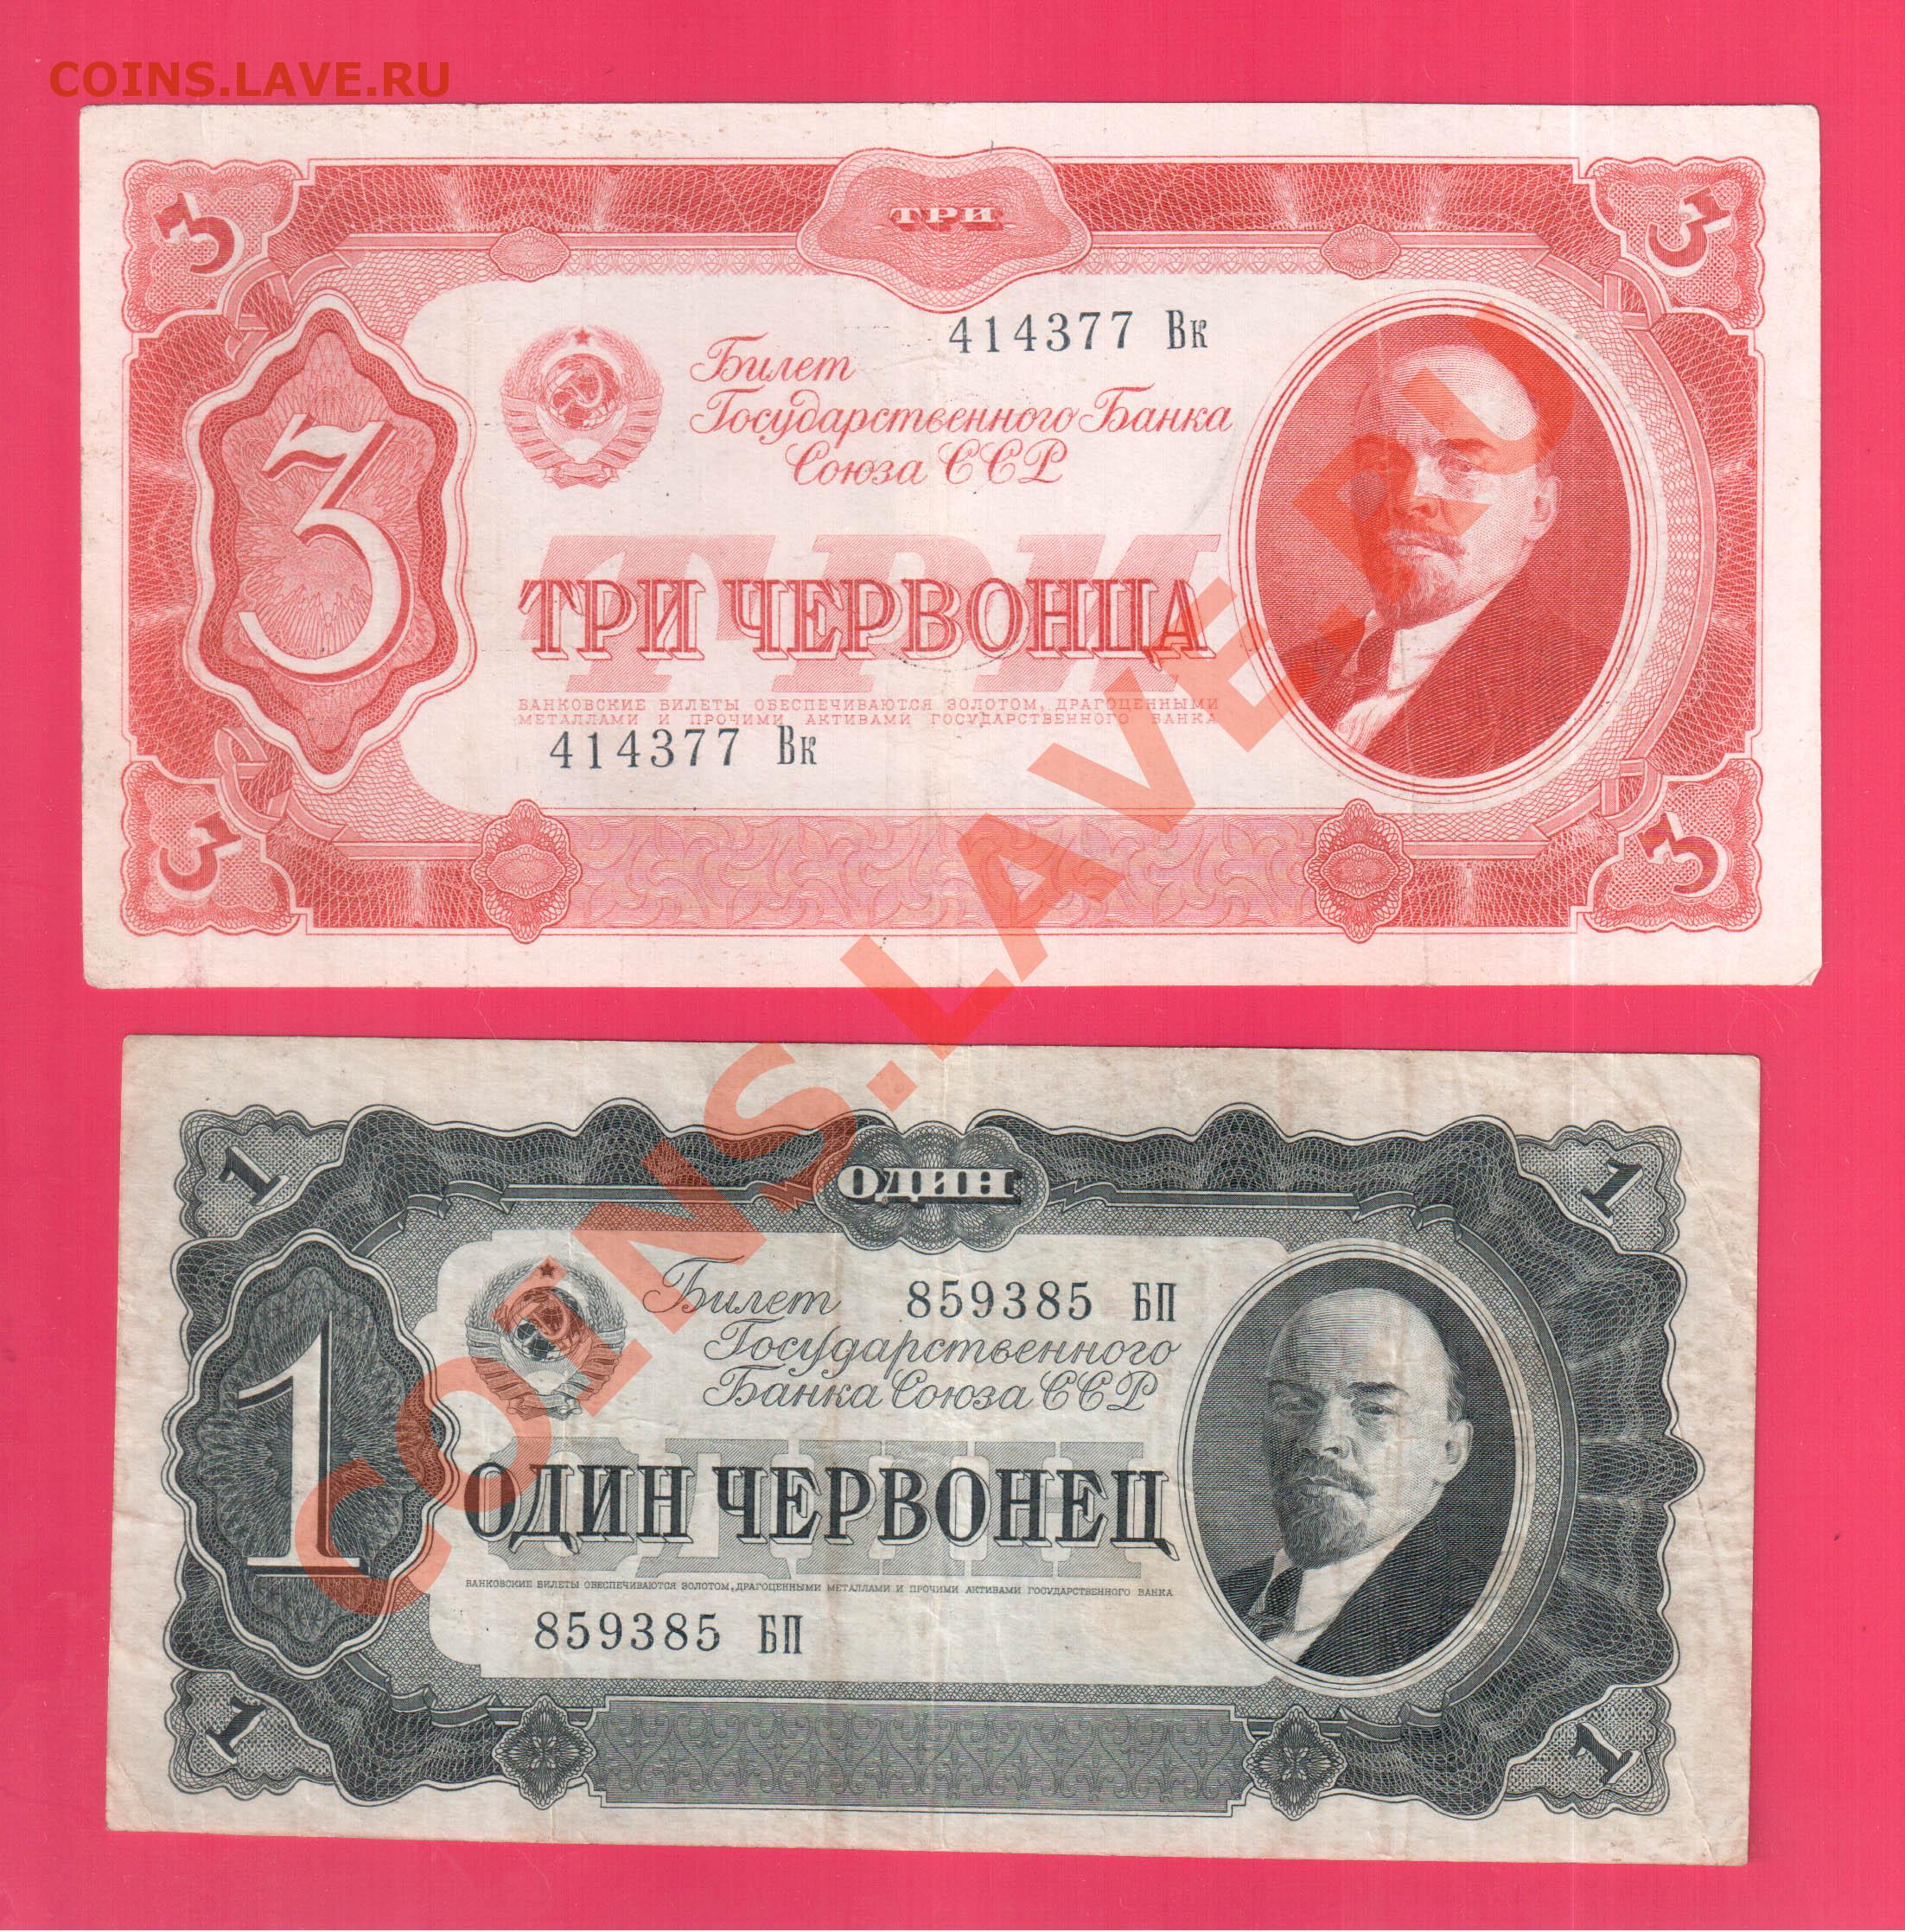 COINS.LAVE.RU
3 3
ТРИ
414377 Вк
Билет
Государственного Банка
Союза ССР
3
ТРИ
ТРИ ЧЕРВОНЦА
БАНКОВСКИЕ БИЛЕТЫ ОБЕСПЕЧИВАЮТСЯ ЗОЛОТОМ, ДРАГОЦЕННЫМИ
МЕТАЛЛАМИ И ПРОЧИМИ АКТИВАМИ ГОСУДАРСТВЕННОГО БАНКА
414377 Вк
3 3
COINS.LAVE.RU
1 1
ОДИН
Билет 859385 БП
Государственного
Банка Союза ССР
1
ОДИН
ОДИН ЧЕРВОНЕЦ
БАНКОВСКИЕ БИЛЕТЫ ОБЕСПЕЧИВАЮТСЯ ЗОЛОТОМ, ДРАГОЦЕННЫМИ МЕТАЛЛАМИ И ПРОЧИМИ АКТИВАМИ ГОСУДАРСТВЕННОГО БАНКА
859385 БП
1 1